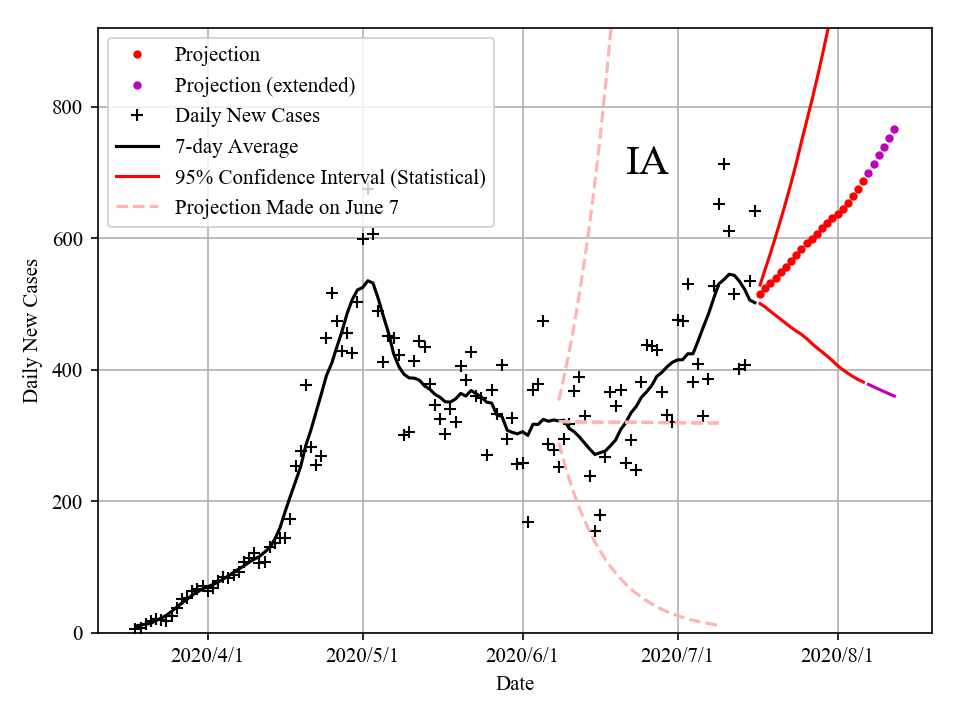 Projection
Projection (extended)
Daily New Cases
7-day Average
95% Confidence Interval (Statistical)
Projection Made on June 7
IA
800
600
400
200
0
Daily New Cases
2020/4/1
2020/5/1
2020/6/1
2020/7/1
2020/8/1
Date